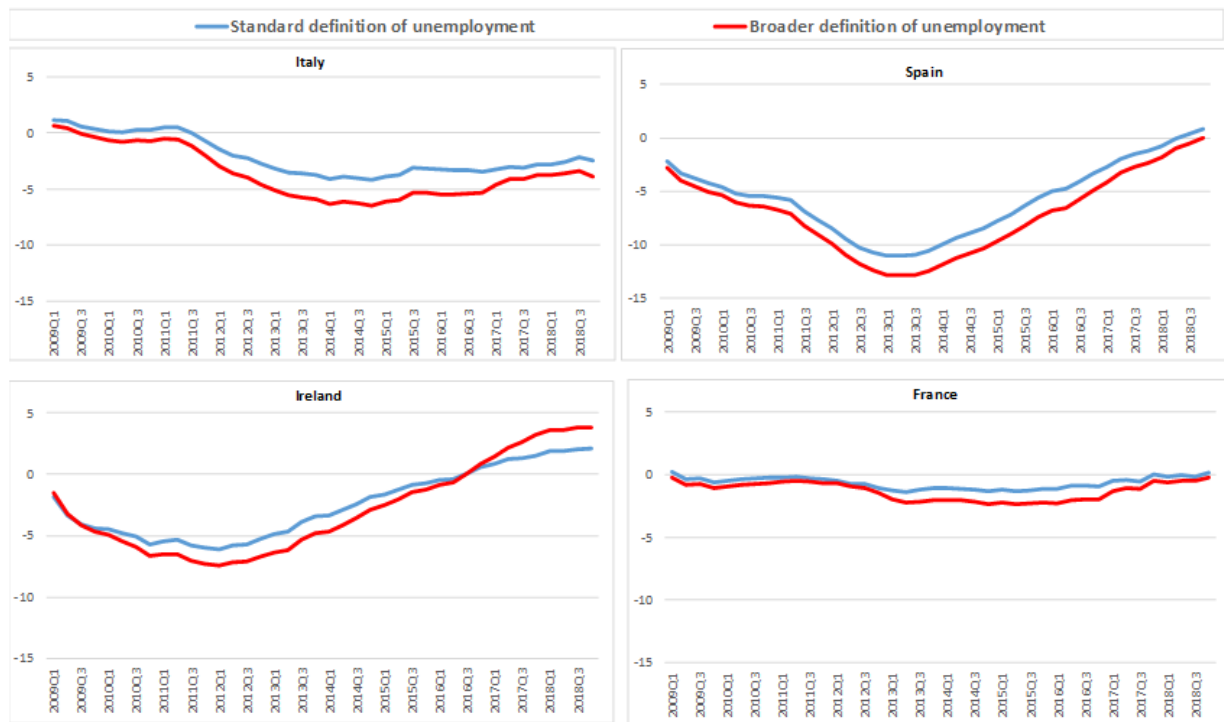 Standard definition of unemployment
Broader definition of unemployment
Italy
5
0
-5
-10
-15
2009Q1
2009Q3
2010Q1
2010Q3
2011Q1
2011Q3
2012Q1
2012Q3
2013Q1
2013Q3
2014Q1
2014Q3
2015Q1
2015Q3
2016Q1
2016Q3
2017Q1
2017Q3
2018Q1
2018Q3
Spain
5
0
-5
-10
-15
2009Q1
2009Q3
2010Q1
2010Q3
2011Q1
2011Q3
2012Q1
2012Q3
2013Q1
2013Q3
2014Q1
2014Q3
2015Q1
2015Q3
2016Q1
2016Q3
2017Q1
2017Q3
2018Q1
2018Q3
Ireland
5
0
-5
-10
-15
2009Q1
2009Q3
2010Q1
2010Q3
2011Q1
2011Q3
2012Q1
2012Q3
2013Q1
2013Q3
2014Q1
2014Q3
2015Q1
2015Q3
2016Q1
2016Q3
2017Q1
2017Q3
2018Q1
2018Q3
France
5
0
-5
-10
-15
2009Q1
2009Q3
2010Q1
2010Q3
2011Q1
2011Q3
2012Q1
2012Q3
2013Q1
2013Q3
2014Q1
2014Q3
2015Q1
2015Q3
2016Q1
2016Q3
2017Q1
2017Q3
2018Q1
2018Q3